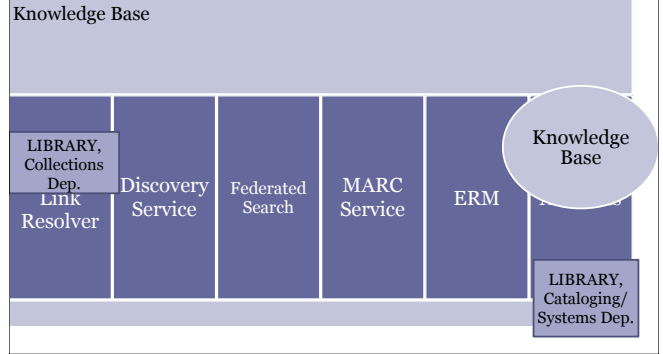 Knowledge Base
LIBRARY,
Collections
Dep.
Link
Resolver
Discovery
Service
Federated
Search
MARC
Service
ERM
Knowledge
Base
LIBRARY,
Cataloging/
Systems Dep.